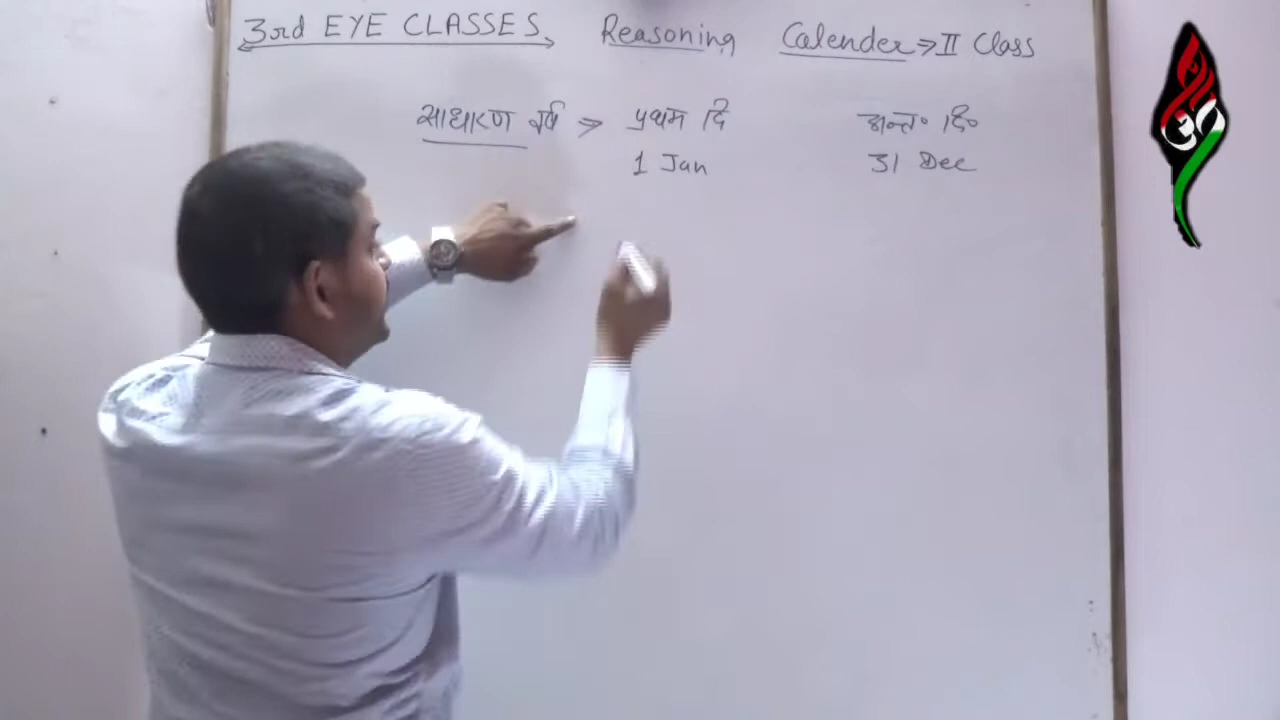 3rd EYE CLASSES Reasoning Calender => II Class
साधारण वर्ष => प्रथम दि अन्त० दि०
1 Jan 31 Dec